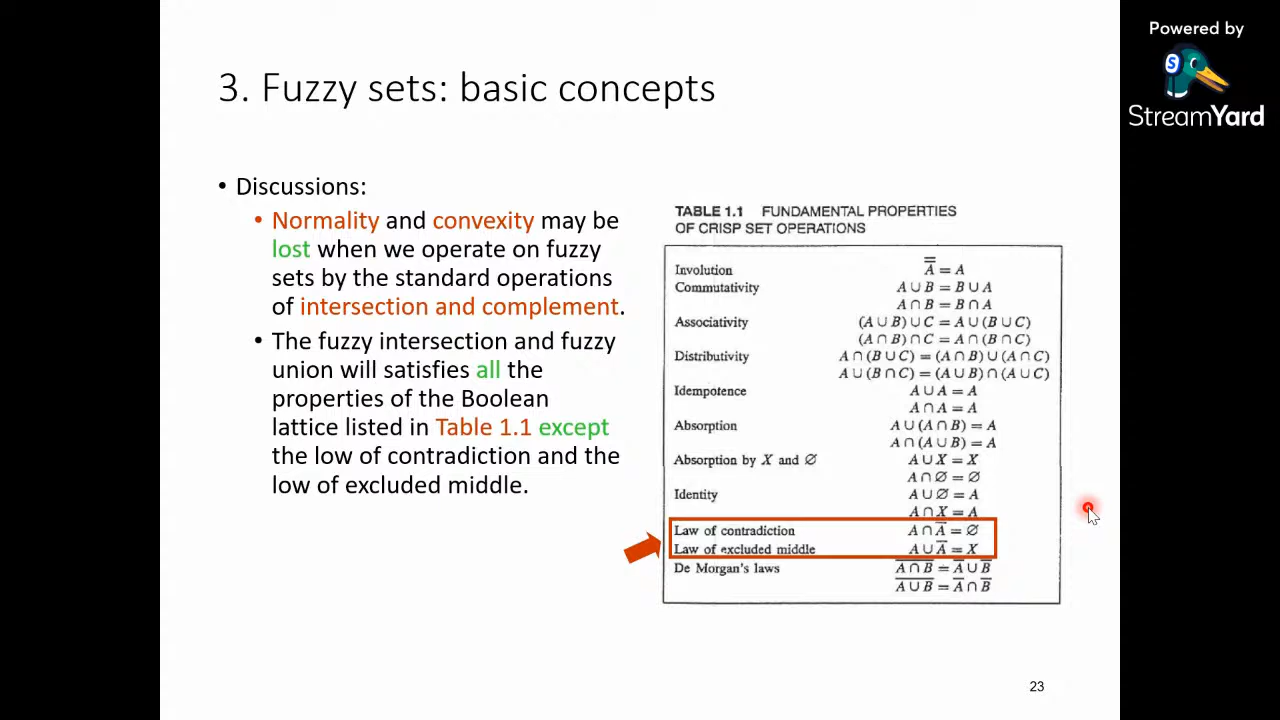 Powered by
StreamYard
3. Fuzzy sets: basic concepts
• Discussions:
• Normality and convexity may be
lost when we operate on fuzzy
sets by the standard operations
of intersection and complement.
• The fuzzy intersection and fuzzy
union will satisfies all the
properties of the Boolean
lattice listed in Table 1.1 except
the low of contradiction and the
low of excluded middle.
TABLE 1.1 FUNDAMENTAL PROPERTIES
OF CRISP SET OPERATIONS
Involution A̿ = A
Commutativity A ∪ B = B ∪ A
A ∩ B = B ∩ A
Associativity (A ∪ B) ∪ C = A ∪ (B ∪ C)
(A ∩ B) ∩ C = A ∩ (B ∩ C)
Distributivity A ∩ (B ∪ C) = (A ∩ B) ∪ (A ∩ C)
A ∪ (B ∩ C) = (A ∪ B) ∩ (A ∪ C)
Idempotence A ∪ A = A
A ∩ A = A
Absorption A ∪ (A ∩ B) = A
A ∩ (A ∪ B) = A
Absorption by X and ∅ A ∪ X = X
A ∩ ∅ = ∅
Identity A ∪ ∅ = A
A ∩ X = A
Law of contradiction A ∩ A̅ = ∅
Law of excluded middle A ∪ A̅ = X
De Morgan's laws A̅ ̅∩̅ ̅B̅ = A̅ ∪ B̅
A̅ ̅∪̅ ̅B̅ = A̅ ∩ B̅
23